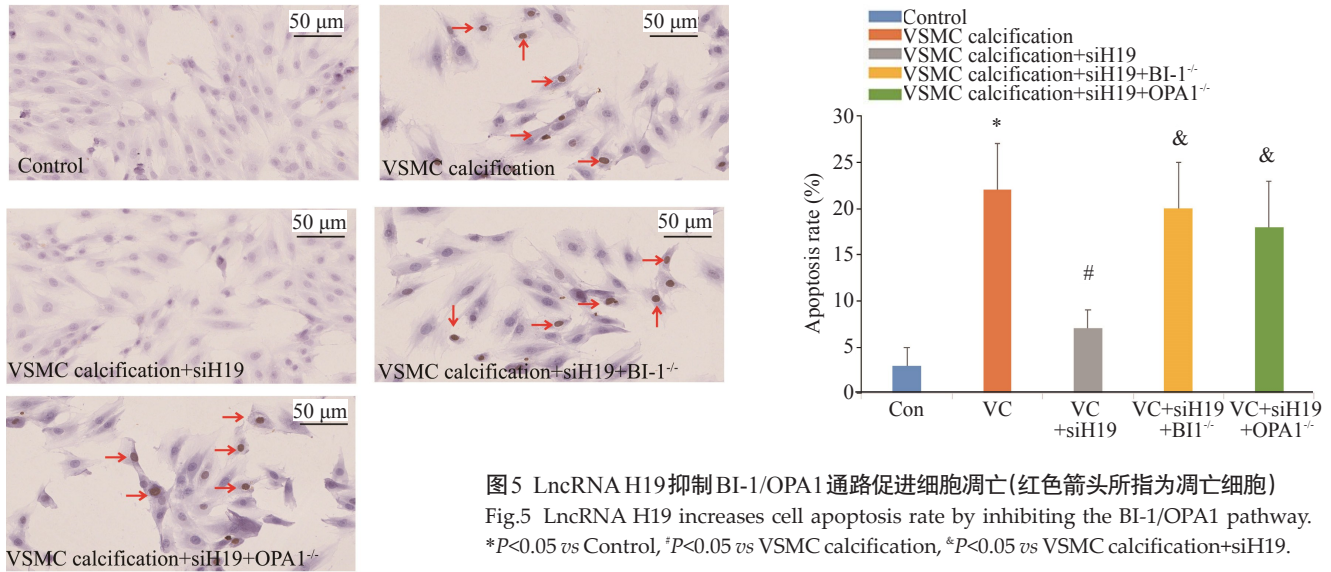 50 μm
Control
50 μm
VSMC calcification
50 μm
VSMC calcification+siH19
50 μm
VSMC calcification+siH19+BI-1⁻/⁻
50 μm
VSMC calcification+siH19+OPA1⁻/⁻
Control
VSMC calcification
VSMC calcification+siH19
VSMC calcification+siH19+BI-1⁻/⁻
VSMC calcification+siH19+OPA1⁻/⁻
Apoptosis rate (%)
30
25
20
15
10
5
0
*
#
&
&
Con
VC
VC
+siH19
VC+siH19
+BI1⁻/⁻
VC+siH19
+OPA1⁻/⁻
图5 LncRNA H19抑制BI-1/OPA1通路促进细胞凋亡(红色箭头所指为凋亡细胞)
Fig.5 LncRNA H19 increases cell apoptosis rate by inhibiting the BI-1/OPA1 pathway.
*P<0.05 vs Control, #P<0.05 vs VSMC calcification, &P<0.05 vs VSMC calcification+siH19.